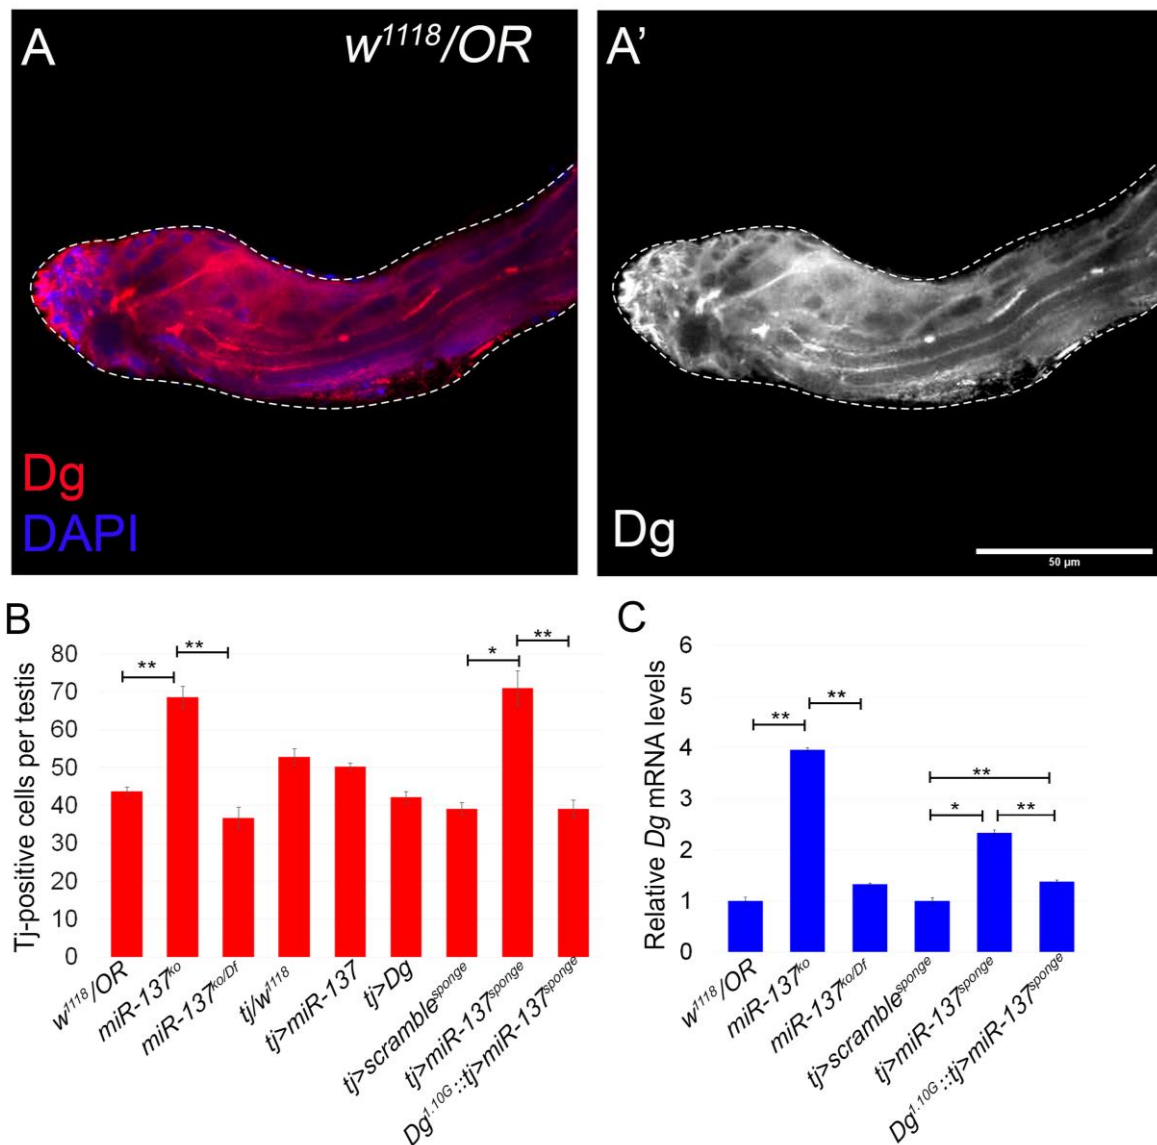 A
w1118/OR
A'
Dg
DAPI
Dg
50 µm
B
C
Tj-positive cells per testis
80
70
60
50
40
30
20
10
0
** ** * **
w1118/OR
miR-137ko
miR-137ko/Df
tj/w1118
tj>miR-137
tj>Dg
tj>scramblesponge
tj>miR-137sponge
Dg1.10G::tj>miR-137sponge
Relative Dg mRNA levels
6
5
4
3
2
1
0
** ** ** * **
w1118/OR
miR-137ko
miR-137ko/Df
tj>scramblesponge
tj>miR-137sponge
Dg1.10G::tj>miR-137sponge